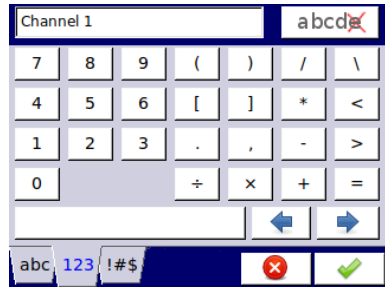 Channel 1 abcde
7 8 9 ( ) / \
4 5 6 [ ] * <
1 2 3 . , - >
0 ÷ × + =
abc 123 !#$